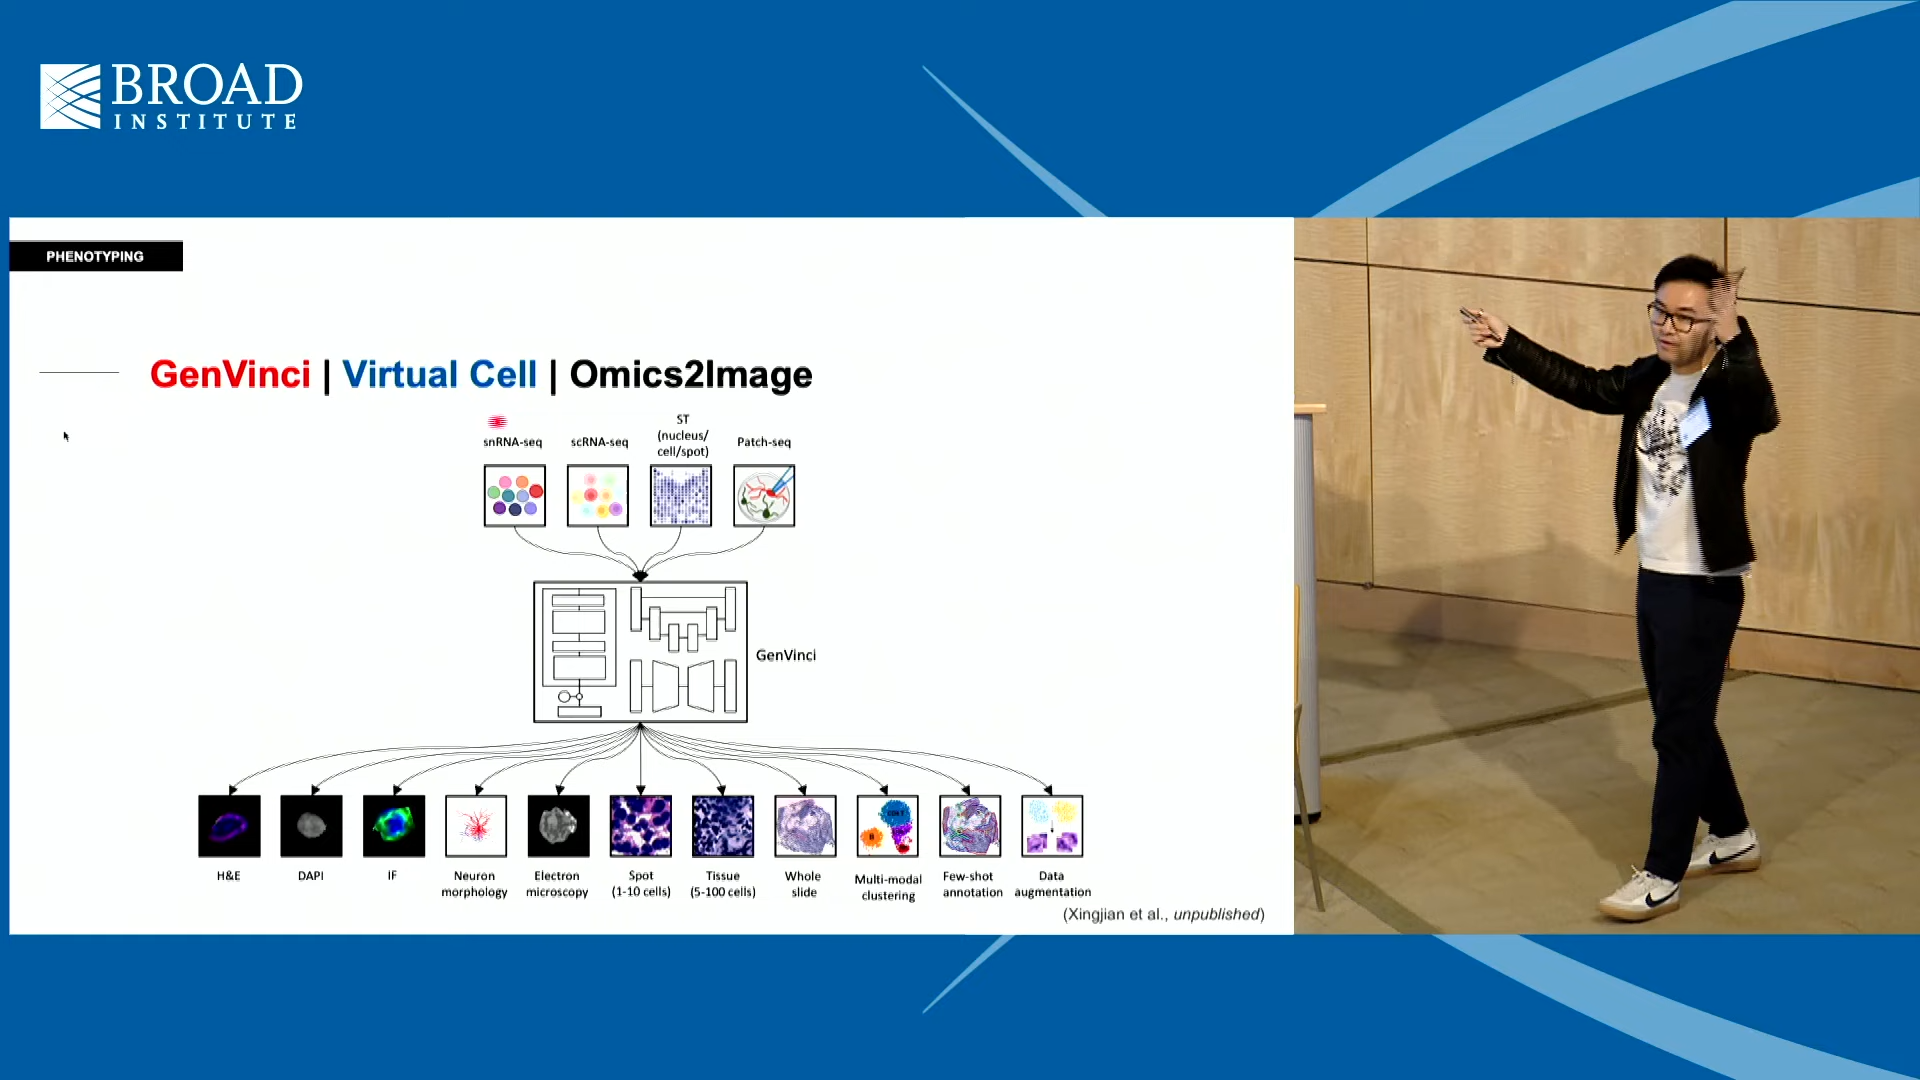 BROAD
INSTITUTE
PHENOTYPING
GenVinci | Virtual Cell | Omics2Image
snRNA-seq
scRNA-seq
ST
(nucleus/
cell/spot)
Patch-seq
GenVinci
H&E
DAPI
IF
Neuron
morphology
Electron
microscopy
Spot
(1-10 cells)
Tissue
(5-100 cells)
Whole
slide
Multi-modal
clustering
Few-shot
annotation
Data
augmentation
(Xingjian et al., unpublished)